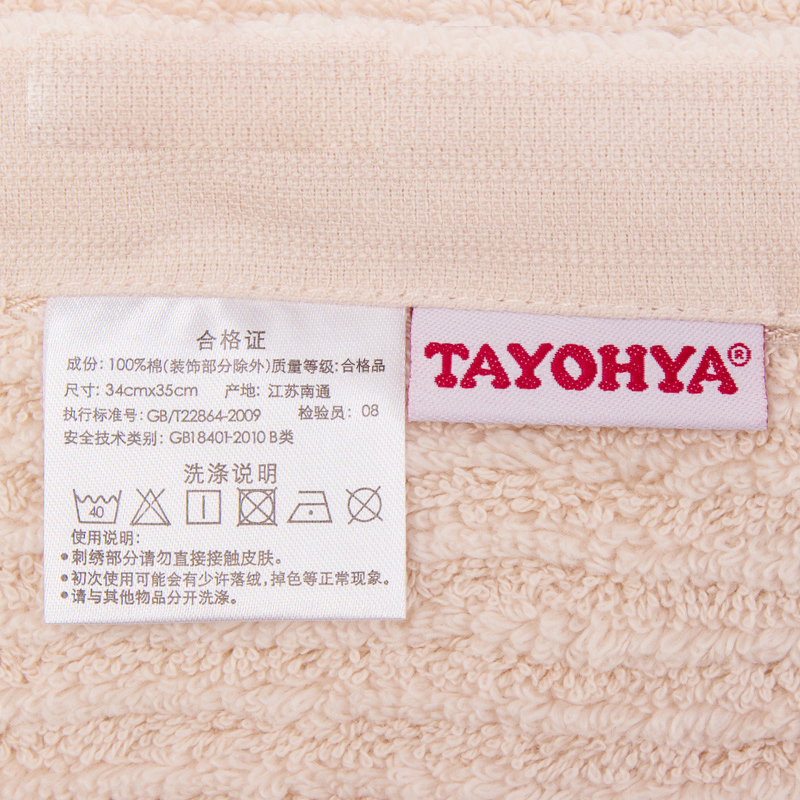 合格证
成份: 100%棉(装饰部分除外)质量等级:合格品
尺寸: 34cmx35cm 产地: 江苏南通
执行标准号: GB/T22864-2009 检验员: 08
安全技术类别: GB18401-2010 B类
洗涤说明
40
使用说明:
•刺绣部分请勿直接接触皮肤。
•初次使用可能会有少许落绒,掉色等正常现象。
•请与其他物品分开洗涤。
TAYOHYA®